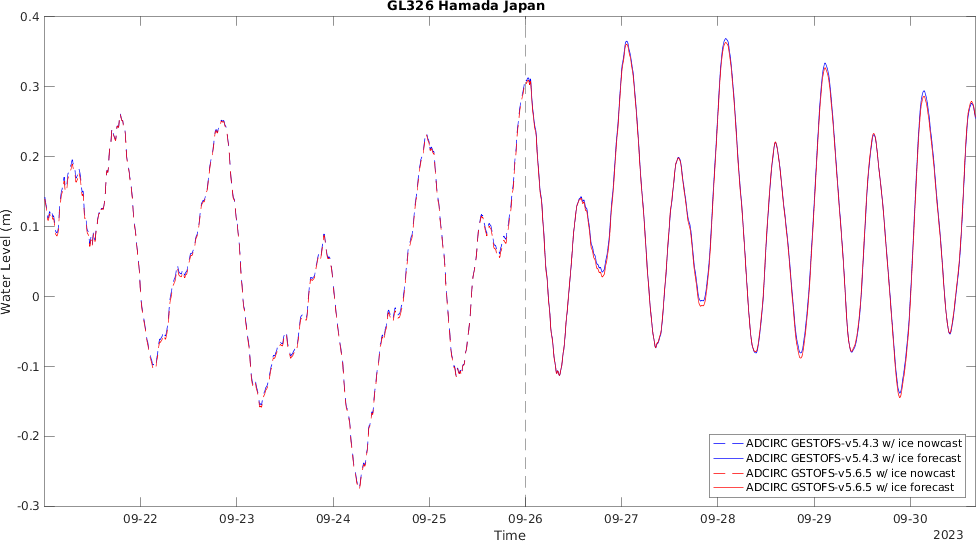 GL326 Hamada Japan
0.4
0.3
0.2
0.1
0
-0.1
-0.2
-0.3
Water Level (m)
ADCIRC GESTOFS-v5.4.3 w/ ice nowcast
ADCIRC GESTOFS-v5.4.3 w/ ice forecast
ADCIRC GSTOFS-v5.6.5 w/ ice nowcast
ADCIRC GSTOFS-v5.6.5 w/ ice forecast
09-22 09-23 09-24 09-25 09-26 09-27 09-28 09-29 09-30
Time
2023